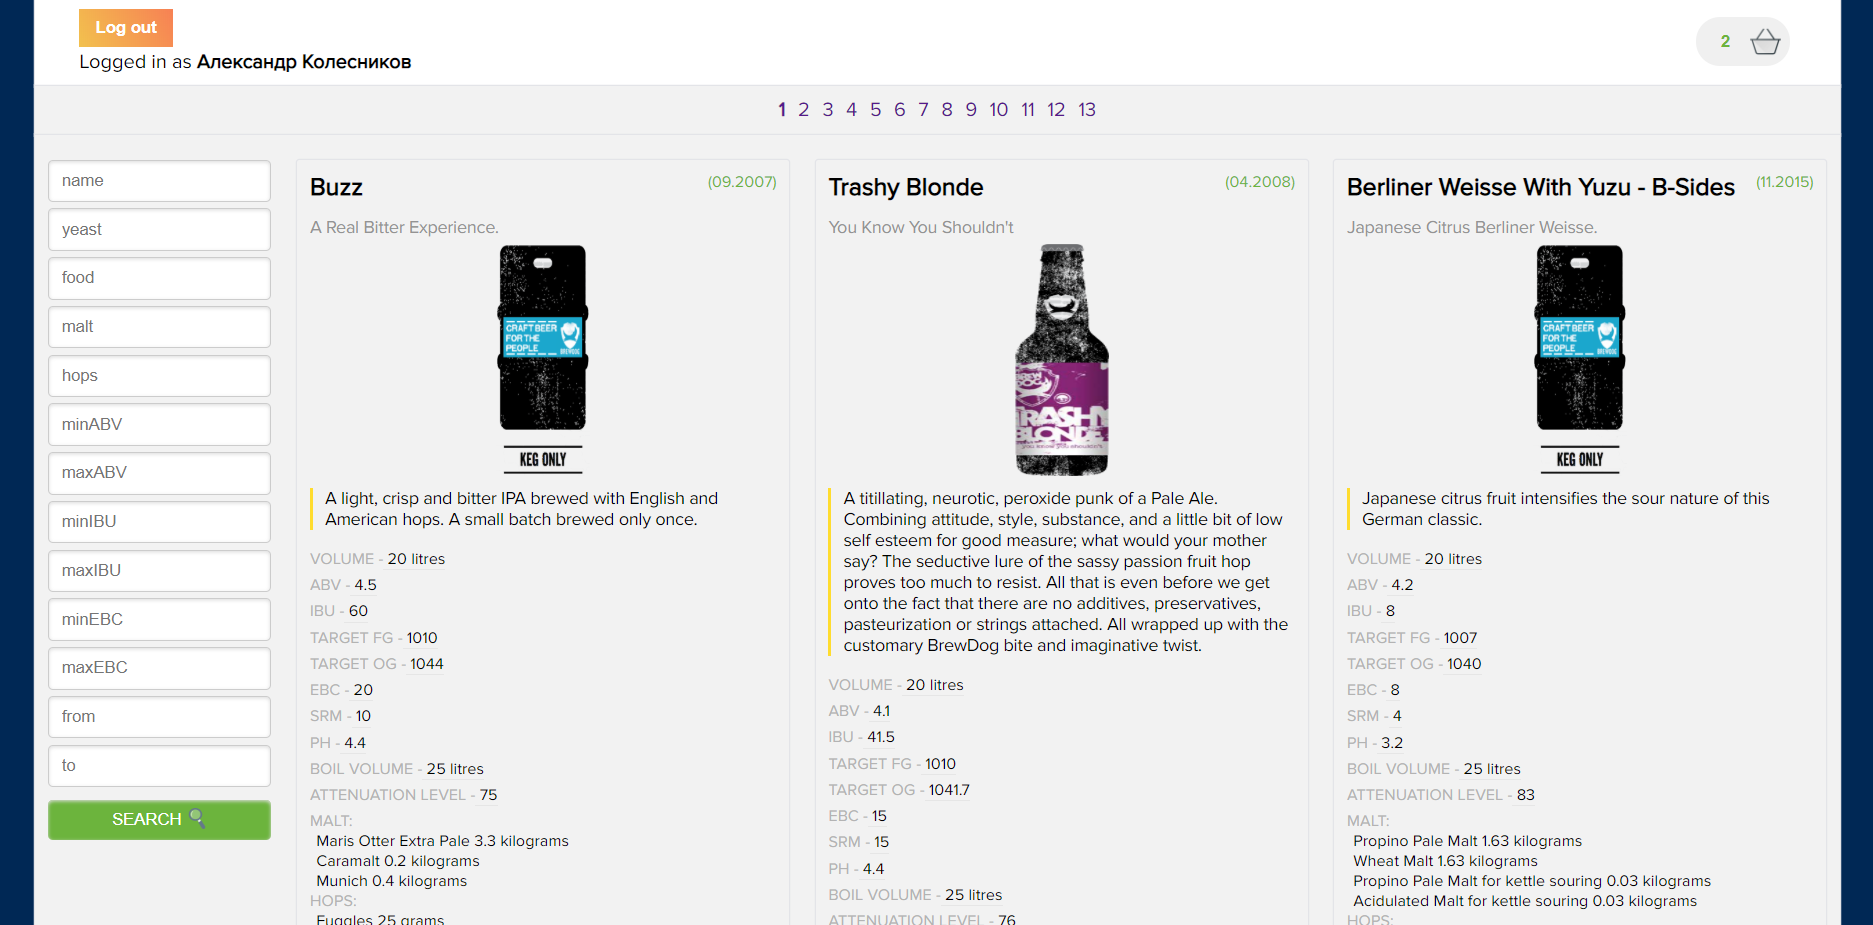 Log out
Logged in as Александр Колесников
2
1 2 3 4 5 6 7 8 9 10 11 12 13
name
yeast
food
malt
hops
minABV
maxABV
minIBU
maxIBU
minEBC
maxEBC
from
to
SEARCH
Buzz (09.2007)
A Real Bitter Experience.
CRAFT BEER
FOR THE
PEOPLE
BREWDOG
KEG ONLY
A light, crisp and bitter IPA brewed with English and
American hops. A small batch brewed only once.
VOLUME - 20 litres
ABV - 4.5
IBU - 60
TARGET FG - 1010
TARGET OG - 1044
EBC - 20
SRM - 10
PH - 4.4
BOIL VOLUME - 25 litres
ATTENUATION LEVEL - 75
MALT:
Maris Otter Extra Pale 3.3 kilograms
Caramalt 0.2 kilograms
Munich 0.4 kilograms
HOPS:
Fuggles 25 grams
Trashy Blonde (04.2008)
You Know You Shouldn't
TRASHY
BLONDE
A titillating, neurotic, peroxide punk of a Pale Ale.
Combining attitude, style, substance, and a little bit of low
self esteem for good measure; what would your mother
say? The seductive lure of the sassy passion fruit hop
proves too much to resist. All that is even before we get
onto the fact that there are no additives, preservatives,
pasteurization or strings attached. All wrapped up with the
customary BrewDog bite and imaginative twist.
VOLUME - 20 litres
ABV - 4.1
IBU - 41.5
TARGET FG - 1010
TARGET OG - 1041.7
EBC - 15
SRM - 15
PH - 4.4
BOIL VOLUME - 25 litres
ATTENUATION LEVEL - 76
Berliner Weisse With Yuzu - B-Sides (11.2015)
Japanese Citrus Berliner Weisse.
CRAFT BEER
FOR THE
PEOPLE
BREWDOG
KEG ONLY
Japanese citrus fruit intensifies the sour nature of this
German classic.
VOLUME - 20 litres
ABV - 4.2
IBU - 8
TARGET FG - 1007
TARGET OG - 1040
EBC - 8
SRM - 4
PH - 3.2
BOIL VOLUME - 25 litres
ATTENUATION LEVEL - 83
MALT:
Propino Pale Malt 1.63 kilograms
Wheat Malt 1.63 kilograms
Propino Pale Malt for kettle souring 0.03 kilograms
Acidulated Malt for kettle souring 0.03 kilograms
HOPS: